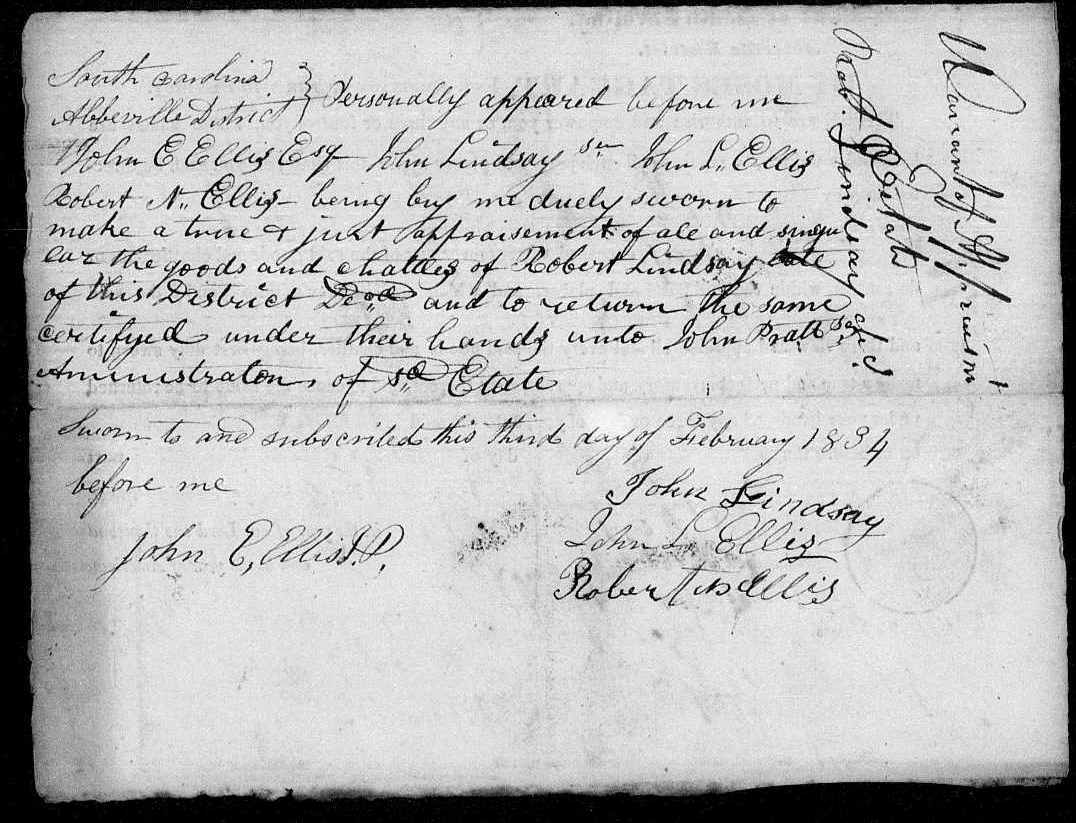 South Carolina
Abbeville District } Personally appeared before me
John E Ellis Esq John Lindsay Sen John L. Ellis
Robert N. Ellis being by me duely sworn to
make a true & just appraisement of all and singu
lar the goods and chattles of Robert Lindsay late
of this District Decd and to return the same
certified under their hands unto John Pratt
Aministrator, of sd Etate
Sworn to and subscribed this third day of February 1834
before me
John Lindsay
John L Ellis
John E, Ellis J.P.
Robert N Ellis
Warrant of Appraisment
Estate
Robt Lindsay decd